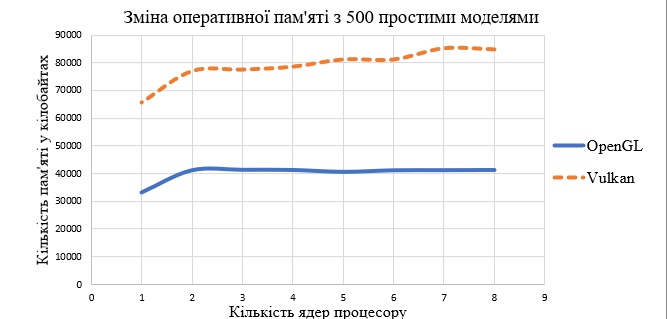 Зміна оперативної пам'яті з 500 простими моделями
90000
80000
70000
60000
50000
40000
30000
20000
10000
0
Кількість пам'яті у кілобайтах
0 1 2 3 4 5 6 7 8 9
Кількість ядер процесору
OpenGL
Vulkan